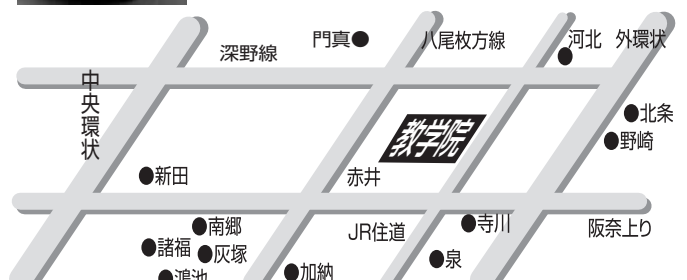 門真
八尾枚方線
河北
外環状
深野線
中央環状
北条
教学院
野崎
新田
赤井
南郷
寺川
阪奈上り
JR住道
諸福
灰塚
泉
鴻池
加納